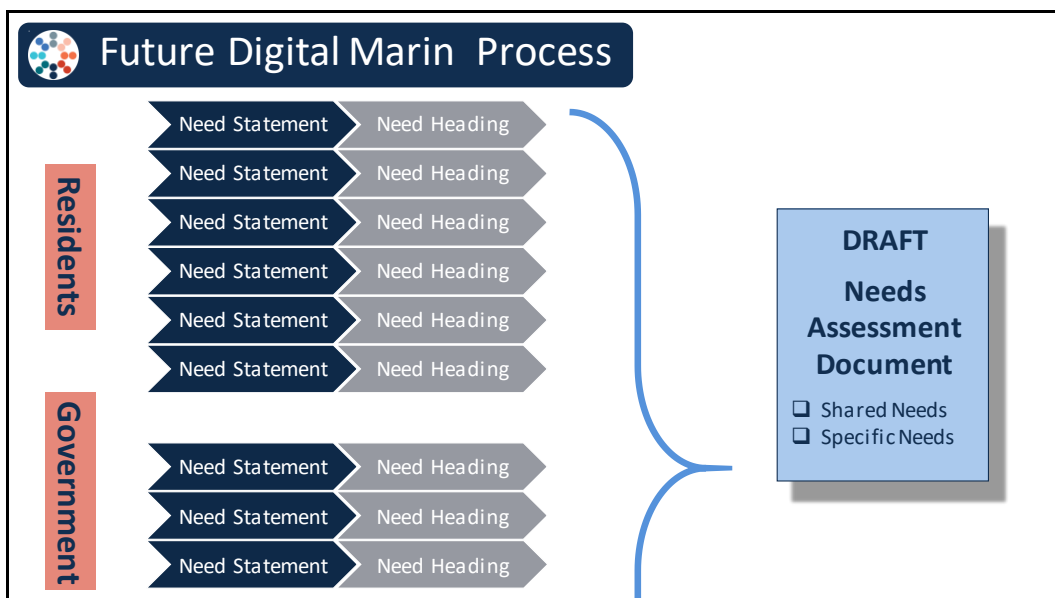 Future Digital Marin Process
Residents
Need Statement Need Heading
Need Statement Need Heading
Need Statement Need Heading
Need Statement Need Heading
Need Statement Need Heading
Need Statement Need Heading
Government
Need Statement Need Heading
Need Statement Need Heading
Need Statement Need Heading
DRAFT
Needs
Assessment
Document
❑ Shared Needs
❑ Specific Needs